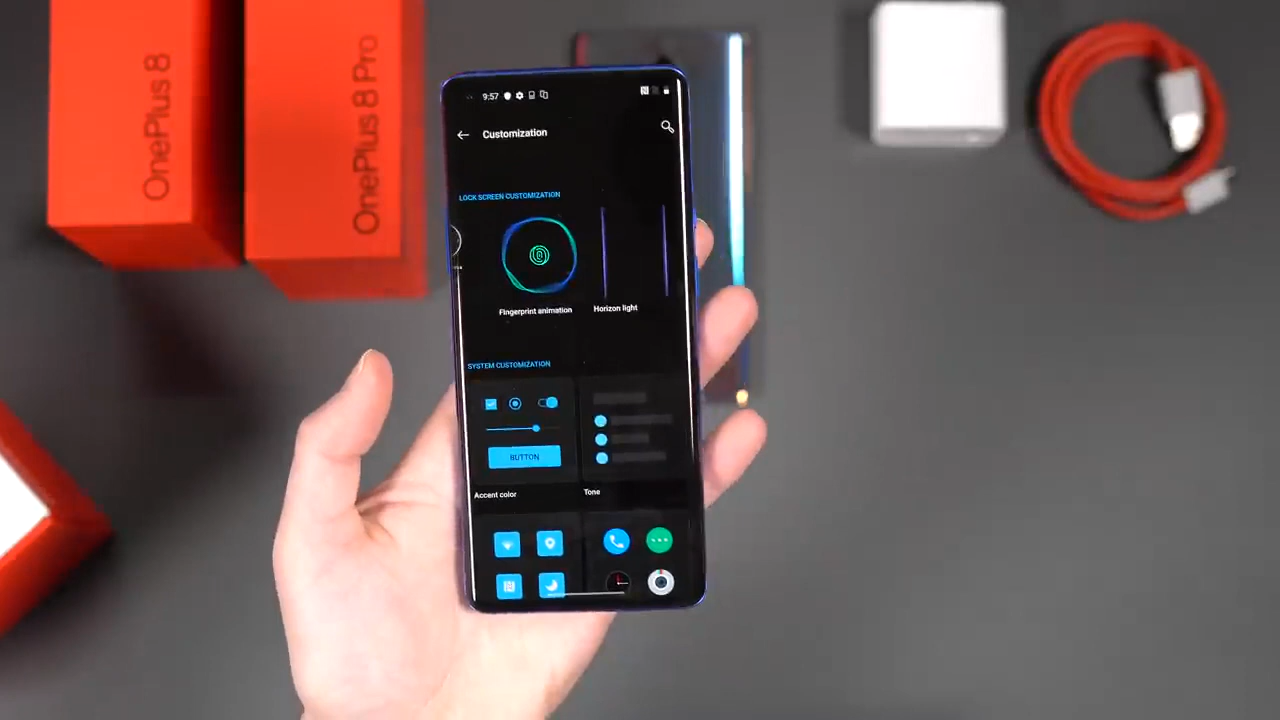 OnePlus 8
OnePlus 8 Pro
9:57
Customization
LOCK SCREEN CUSTOMIZATION
Fingerprint animation
Horizon light
SYSTEM CUSTOMIZATION
BUTTON
Accent color
Tone